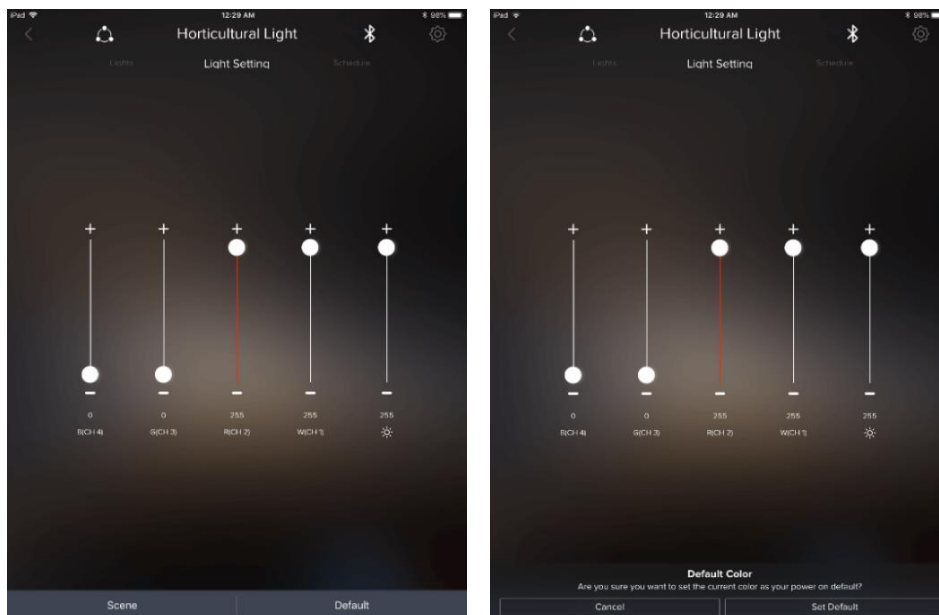 iPad 12:29 AM 98%
Horticultural Light
Lights Light Setting Schedule
+ + + + +
− − − − −
0 0 255 255 255
B(CH 4) G(CH 3) R(CH 2) W(CH 1)
Scene Default
iPad 12:29 AM 98%
Horticultural Light
Lights Light Setting Schedule
+ + + + +
− − − − −
0 0 255 255 255
B(CH 4) G(CH 3) R(CH 2) W(CH 1)
Default Color
Are you sure you want to set the current color as your power on default?
Cancel Set Default